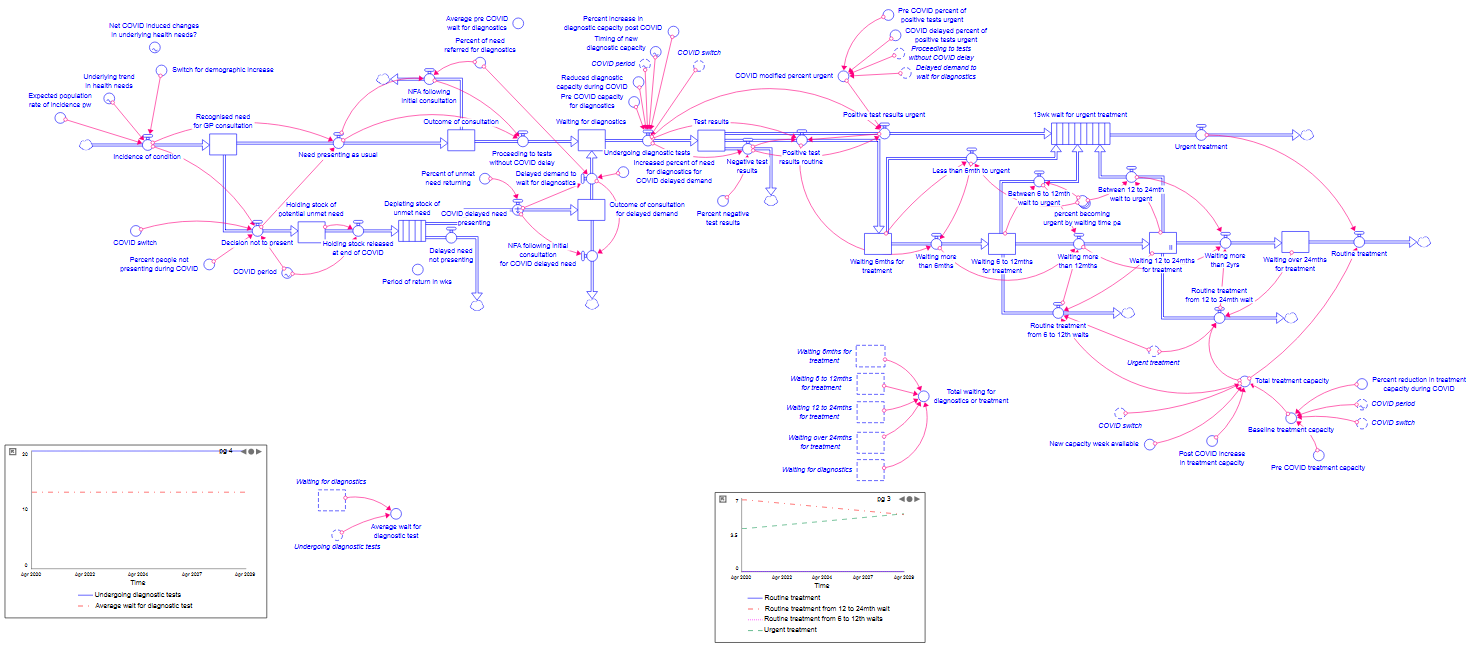 Net COVID induced changes
in underlying health needs?
Switch for demographic increase
Underlying trend
in health needs
Expected population
rate of incidence pw
Recognised need
for GP consultation
Incidence of condition
Need presenting as usual
Average pre COVID
wait for diagnostics
Percent of need
referred for diagnostics
NFA following
initial consultation
Outcome of consultation
Proceeding to tests
without COVID delay
Waiting for diagnostics
Percent increase in
diagnostic capacity post COVID
Timing of new
diagnostic capacity
COVID period
COVID switch
Reduced diagnostic
capacity during COVID
Pre COVID capacity
for diagnostics
Undergoing diagnostic tests
Test results
Increased percent of need
for diagnostics for
COVID delayed demand
Negative test
results
Percent negative
test results
Positive test
results routine
Pre COVID percent of
positive tests urgent
COVID delayed percent of
positive tests urgent
Proceeding to tests
without COVID delay
Delayed demand to
wait for diagnostics
COVID modified percent urgent
Positive test results urgent
13wk wait for urgent treatment
Urgent treatment
Less than 6mth to urgent
Between 6 to 12mth
wait to urgent
Between 12 to 24mth
wait to urgent
percent becoming
urgent by waiting time pa
Percent of unmet
need returning
Delayed demand to
wait for diagnostics
COVID delayed need
presenting
Outcome of consultation
for delayed demand
NFA following initial
consultation
for COVID delayed need
Holding stock of
potential unmet need
Depleting stock of
unmet need
COVID switch
Decision not to present
Holding stock released
at end of COVID
Delayed need
not presenting
Percent people not
presenting during COVID
COVID period
Period of return in wks
Waiting 6mths for
treatment
Waiting more
than 6mths
Waiting 6 to 12mths
for treatment
Waiting more
than 12mths
Waiting 12 to 24mths
for treatment
Waiting more
than 2yrs
Waiting over 24mths
for treatment
Routine treatment
Routine treatment
from 12 to 24mth wait
Routine treatment
from 6 to 12th waits
Urgent treatment
Total treatment capacity
Percent reduction in treatment
capacity during COVID
COVID period
COVID switch
Baseline treatment capacity
Pre COVID treatment capacity
COVID switch
New capacity week available
Post COVID increase
in treatment capacity
Waiting 6mths for
treatment
Waiting 6 to 12mths
for treatment
Waiting 12 to 24mths
for treatment
Waiting over 24mths
for treatment
Waiting for diagnostics
Total waiting for
diagnostics or treatment
pg 4
20
10
0
Apr 2020 Apr 2022 Apr 2024 Apr 2027 Apr 2029
Time
Undergoing diagnostic tests
Average wait for diagnostic test
Waiting for diagnostics
Average wait for
diagnostic test
Undergoing diagnostic tests
pg 3
7
3.5
0
Apr 2020 Apr 2022 Apr 2024 Apr 2027 Apr 2029
Time
Routine treatment
Routine treatment from 12 to 24mth wait
Routine treatment from 6 to 12th waits
Urgent treatment